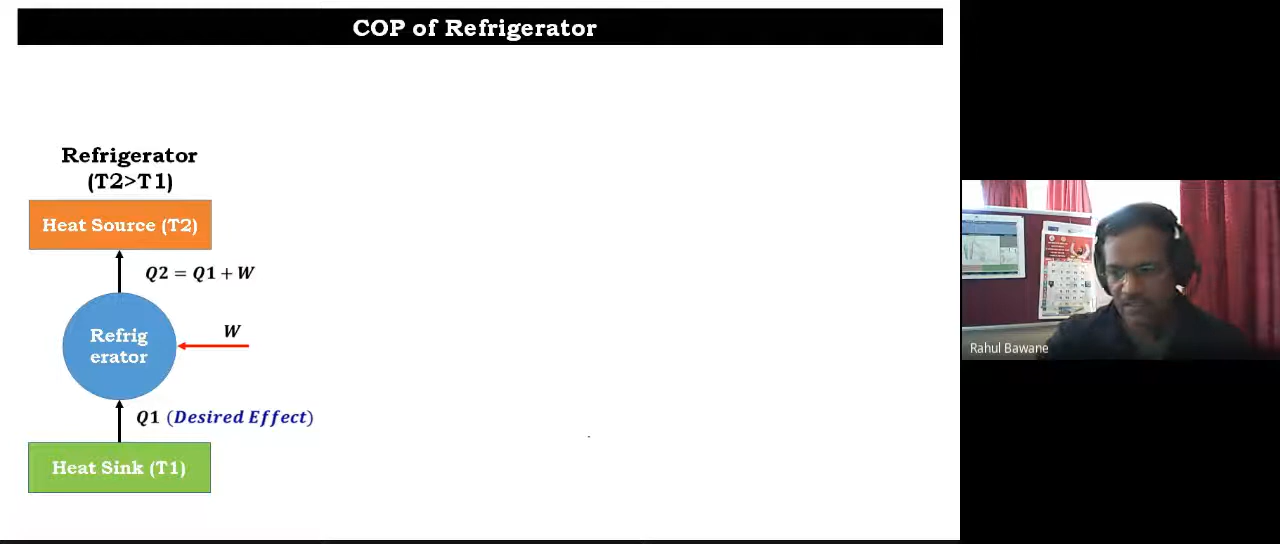 COP of Refrigerator
Refrigerator
(T2>T1)
Heat Source (T2)
Q2 = Q1 + W
Refrig
erator
W
Q1 (Desired Effect)
Heat Sink (T1)
Rahul Bawane